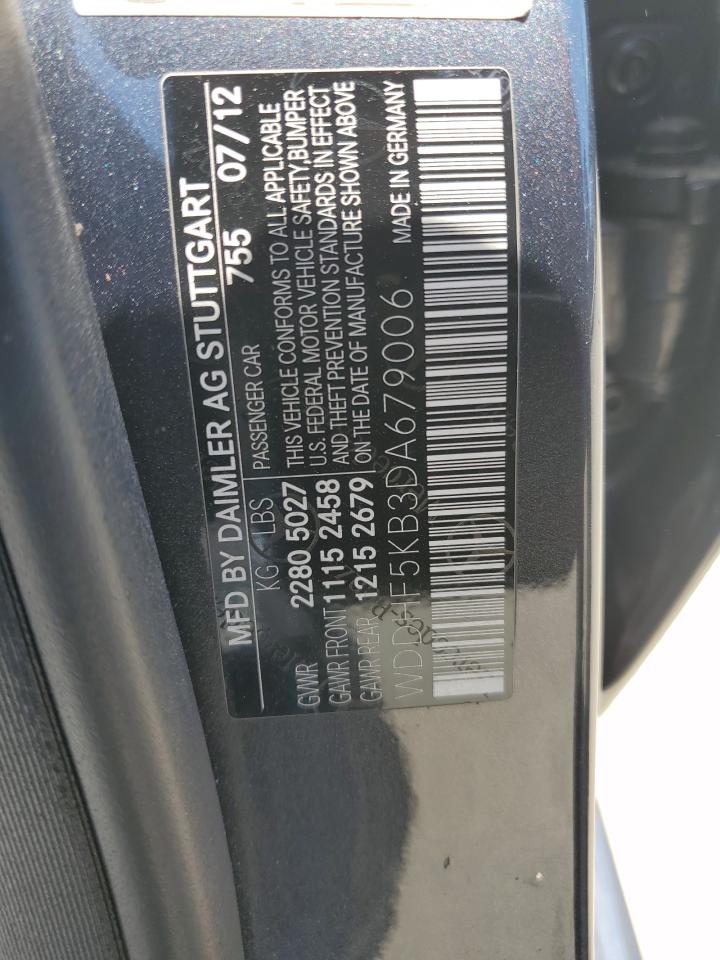 MFD BY DAIMLER AG STUTTGART
755 07/12
KG LBS PASSENGER CAR
GVWR 2280 5027
GAWR FRONT 1115 2458
GAWR REAR 1215 2679
THIS VEHICLE CONFORMS TO ALL APPLICABLE
U.S. FEDERAL MOTOR VEHICLE SAFETY,BUMPER
AND THEFT PREVENTION STANDARDS IN EFFECT
ON THE DATE OF MANUFACTURE SHOWN ABOVE
MADE IN GERMANY